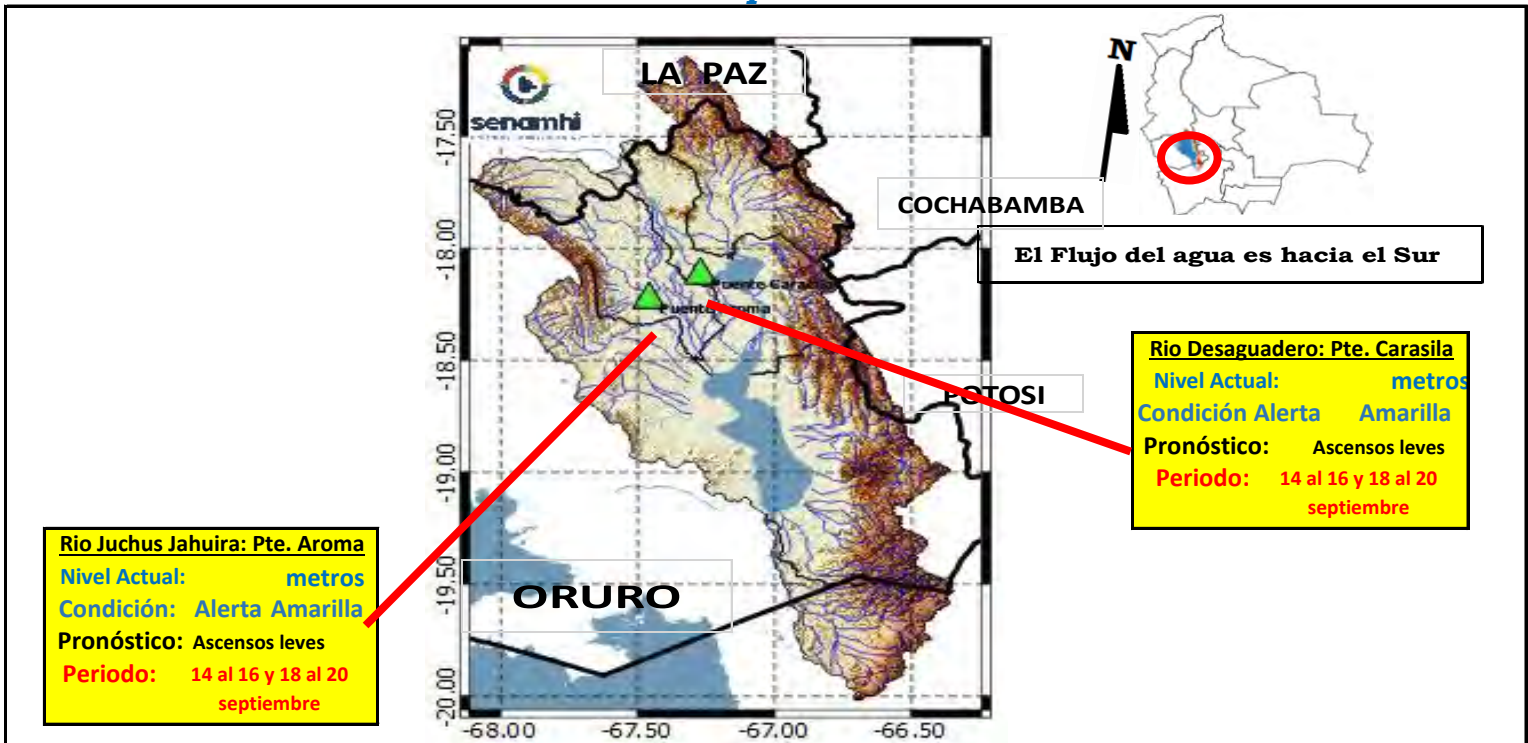 LA PAZ
senamhi
N
COCHABAMBA
El Flujo del agua es hacia el Sur
POTOSI
ORURO
Rio Desaguadero: Pte. Carasila
Nivel Actual: metros
Condición Alerta Amarilla
Pronóstico: Ascensos leves
Periodo: 14 al 16 y 18 al 20
septiembre
Rio Juchus Jahuira: Pte. Aroma
Nivel Actual: metros
Condición: Alerta Amarilla
Pronóstico: Ascensos leves
Periodo: 14 al 16 y 18 al 20
septiembre
-17.50
-18.00
-18.50
-19.00
-19.50
-20.00
-68.00 -67.50 -67.00 -66.50